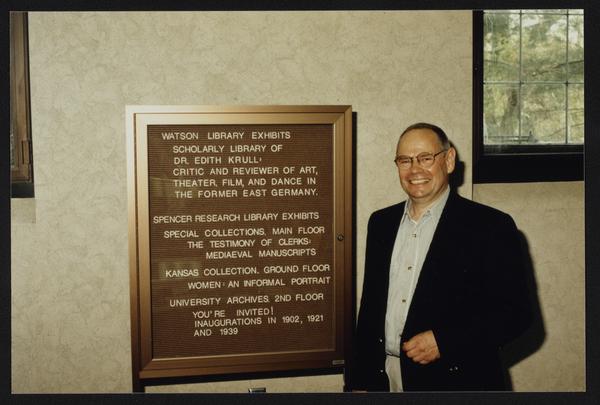 WATSON LIBRARY EXHIBITS
SCHOLARLY LIBRARY OF
DR. EDITH KRULL:
CRITIC AND REVIEWER OF ART,
THEATER, FILM, AND DANCE IN
THE FORMER EAST GERMANY.
SPENCER RESEARCH LIBRARY EXHIBITS
SPECIAL COLLECTIONS, MAIN FLOOR
THE TESTIMONY OF CLERKS:
MEDIAEVAL MANUSCRIPTS
KANSAS COLLECTION, GROUND FLOOR
WOMEN: AN INFORMAL PORTRAIT
UNIVERSITY ARCHIVES, 2ND FLOOR
YOU'RE INVITED!
INAUGURATIONS IN 1902, 1921
AND 1939